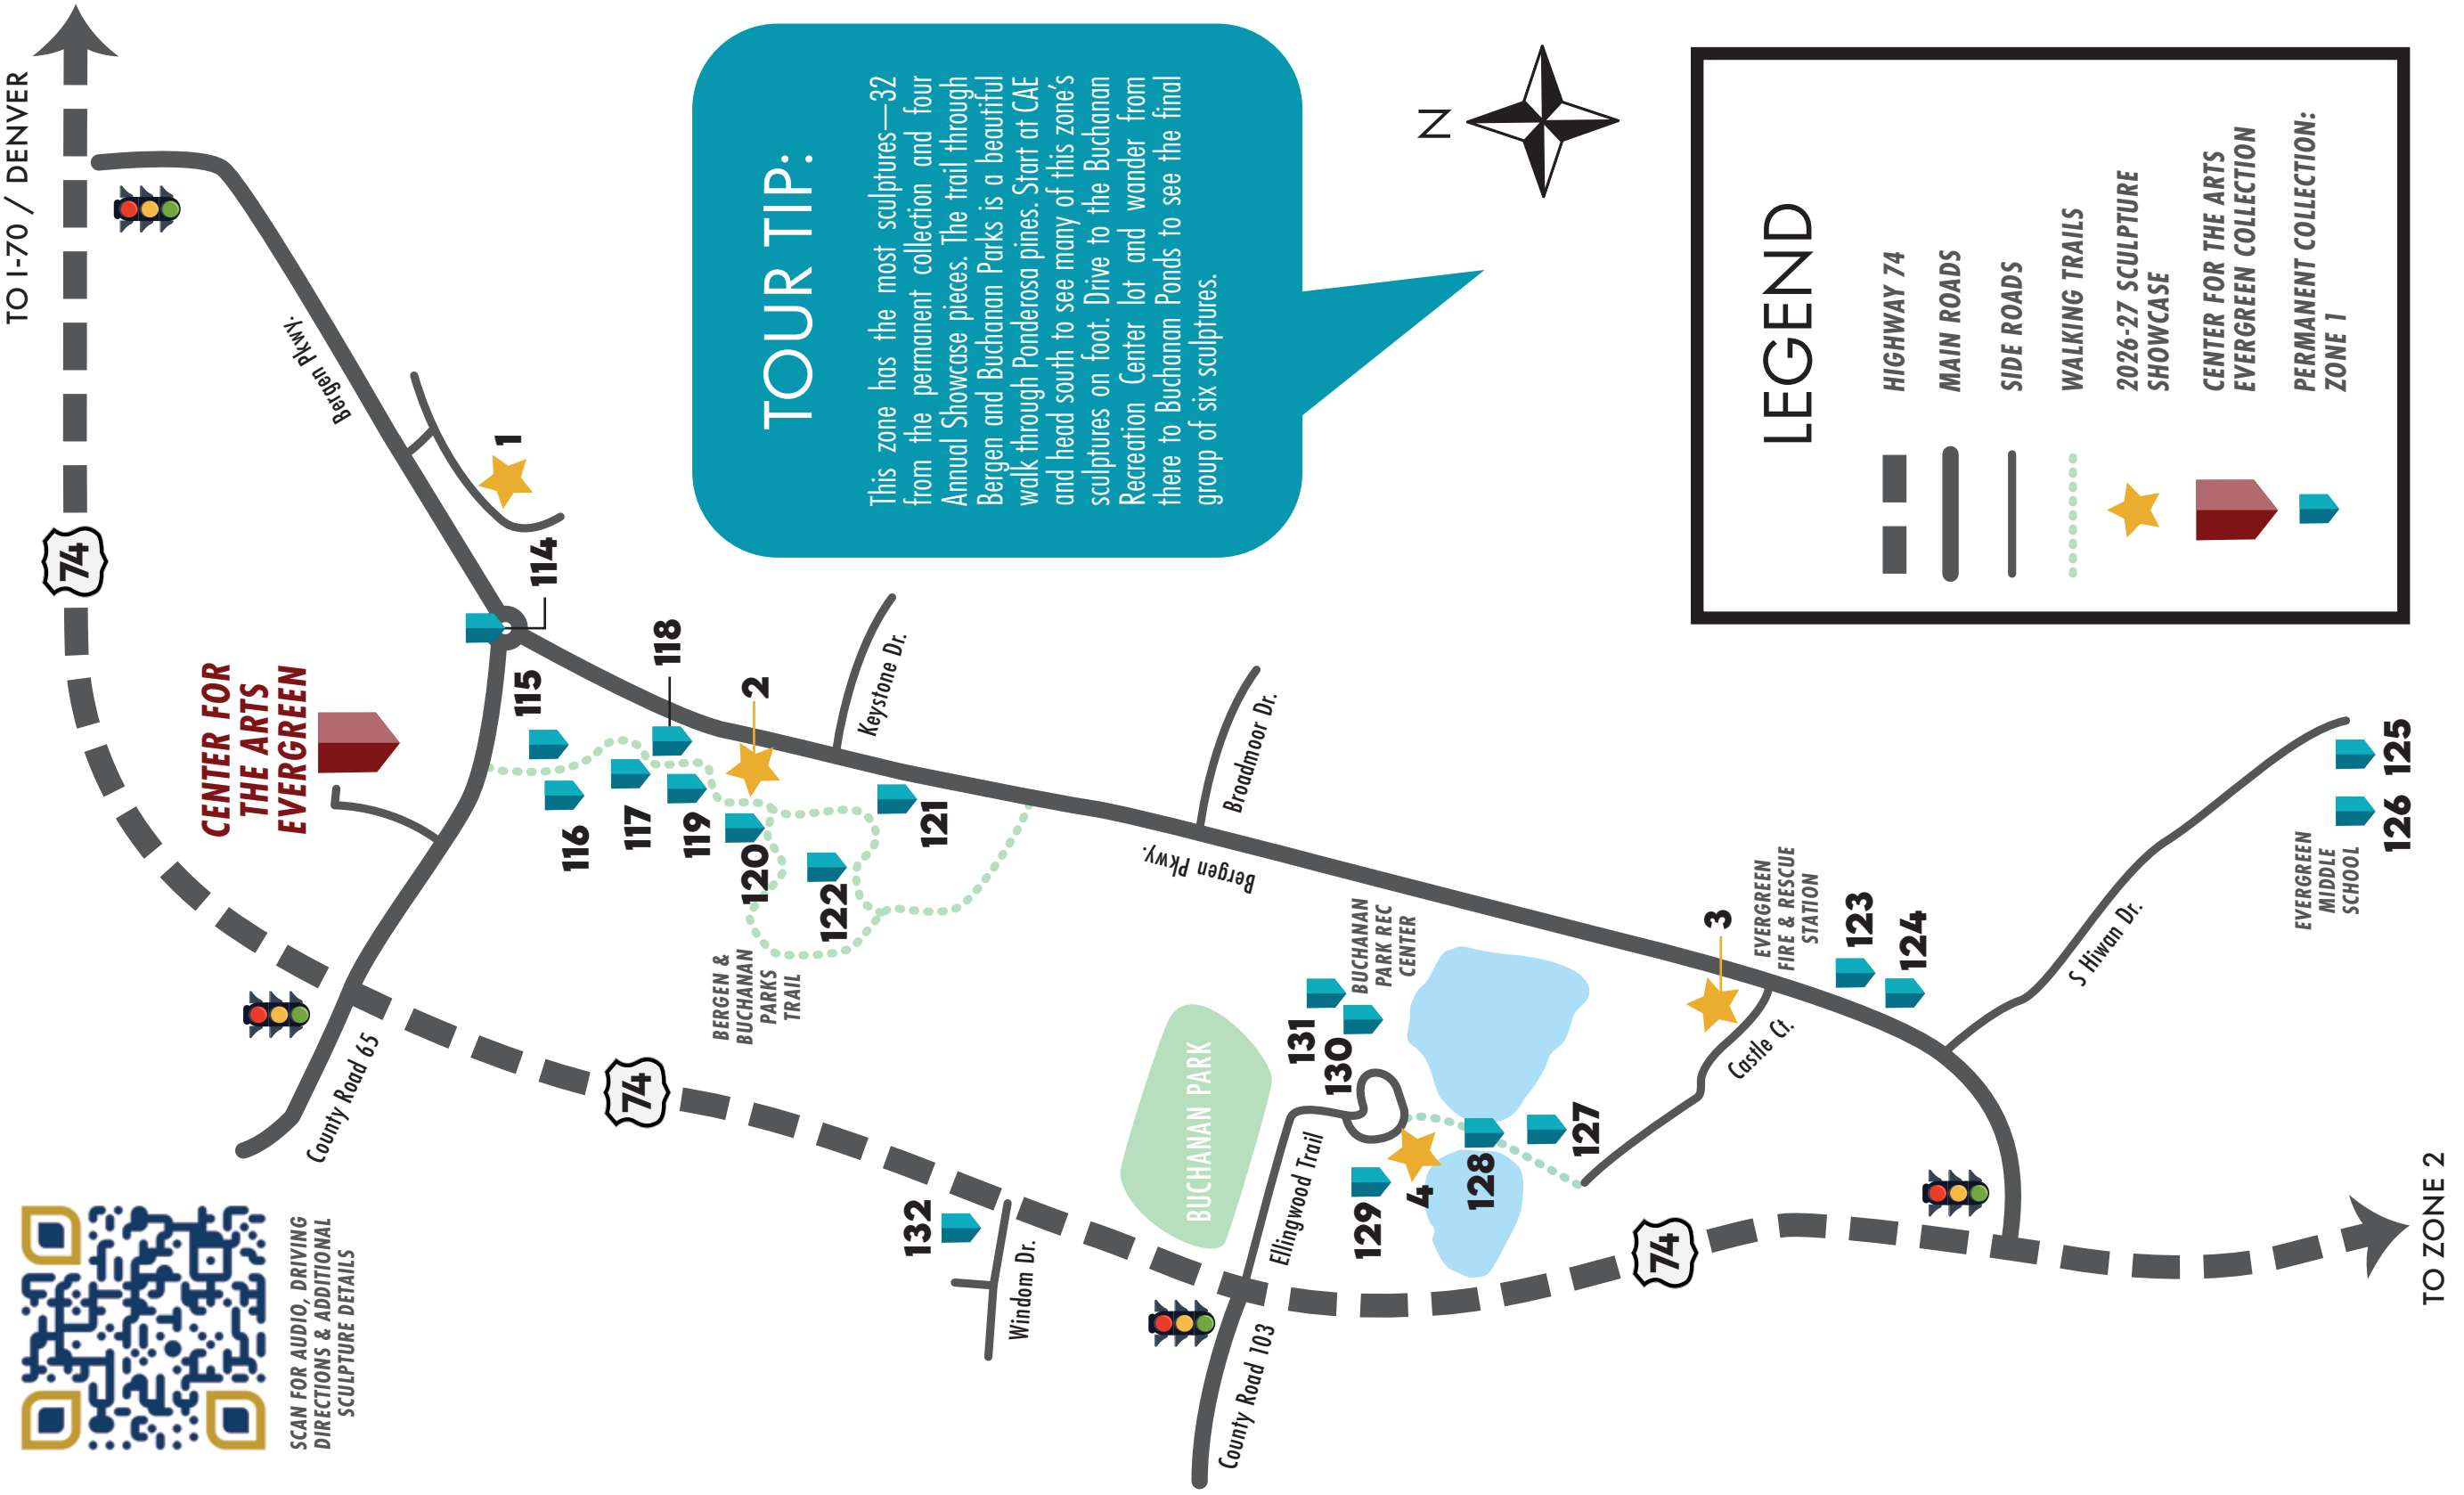 TO I-70 / DENVER
Bergen Pkwy.
74
1
114
CENTER FOR
THE ARTS
EVERGREEN
115
118
2
116
117
119
120
122
121
Keystone Dr.
County Road 65
BERGEN &
BUCHANAN
PARKS
TRAIL
74
Broadmoor Dr.
Bergen Pkwy.
132
Windom Dr.
BUCHANAN PARK
131
130
BUCHANAN
PARK REC
CENTER
Ellingwood Trail
County Road 103
129
4
128
127
3
EVERGREEN
FIRE & RESCUE
STATION
123
124
Castle Ct.
74
S Hiwan Dr.
EVERGREEN
MIDDLE
SCHOOL
125
126
TO ZONE 2
SCAN FOR AUDIO, DRIVING
DIRECTIONS & ADDITIONAL
SCULPTURE DETAILS
TOUR TIP:
This zone has the most sculptures—32
from the permanent collection and four
Annual Showcase pieces. The trail through
Bergen and Buchanan Parks is a beautiful
walk through Ponderosa pines. Start at CAE
and head south to see many of this zone's
sculptures on foot. Drive to the Buchanan
Recreation Center lot and wander from
there to Buchanan Ponds to see the final
group of six sculptures.
N
LEGEND
HIGHWAY 74
MAIN ROADS
SIDE ROADS
WALKING TRAILS
2026-27 SCULPTURE
SHOWCASE
CENTER FOR THE ARTS
EVERGREEN COLLECTION
PERMANENT COLLECTION:
ZONE 1